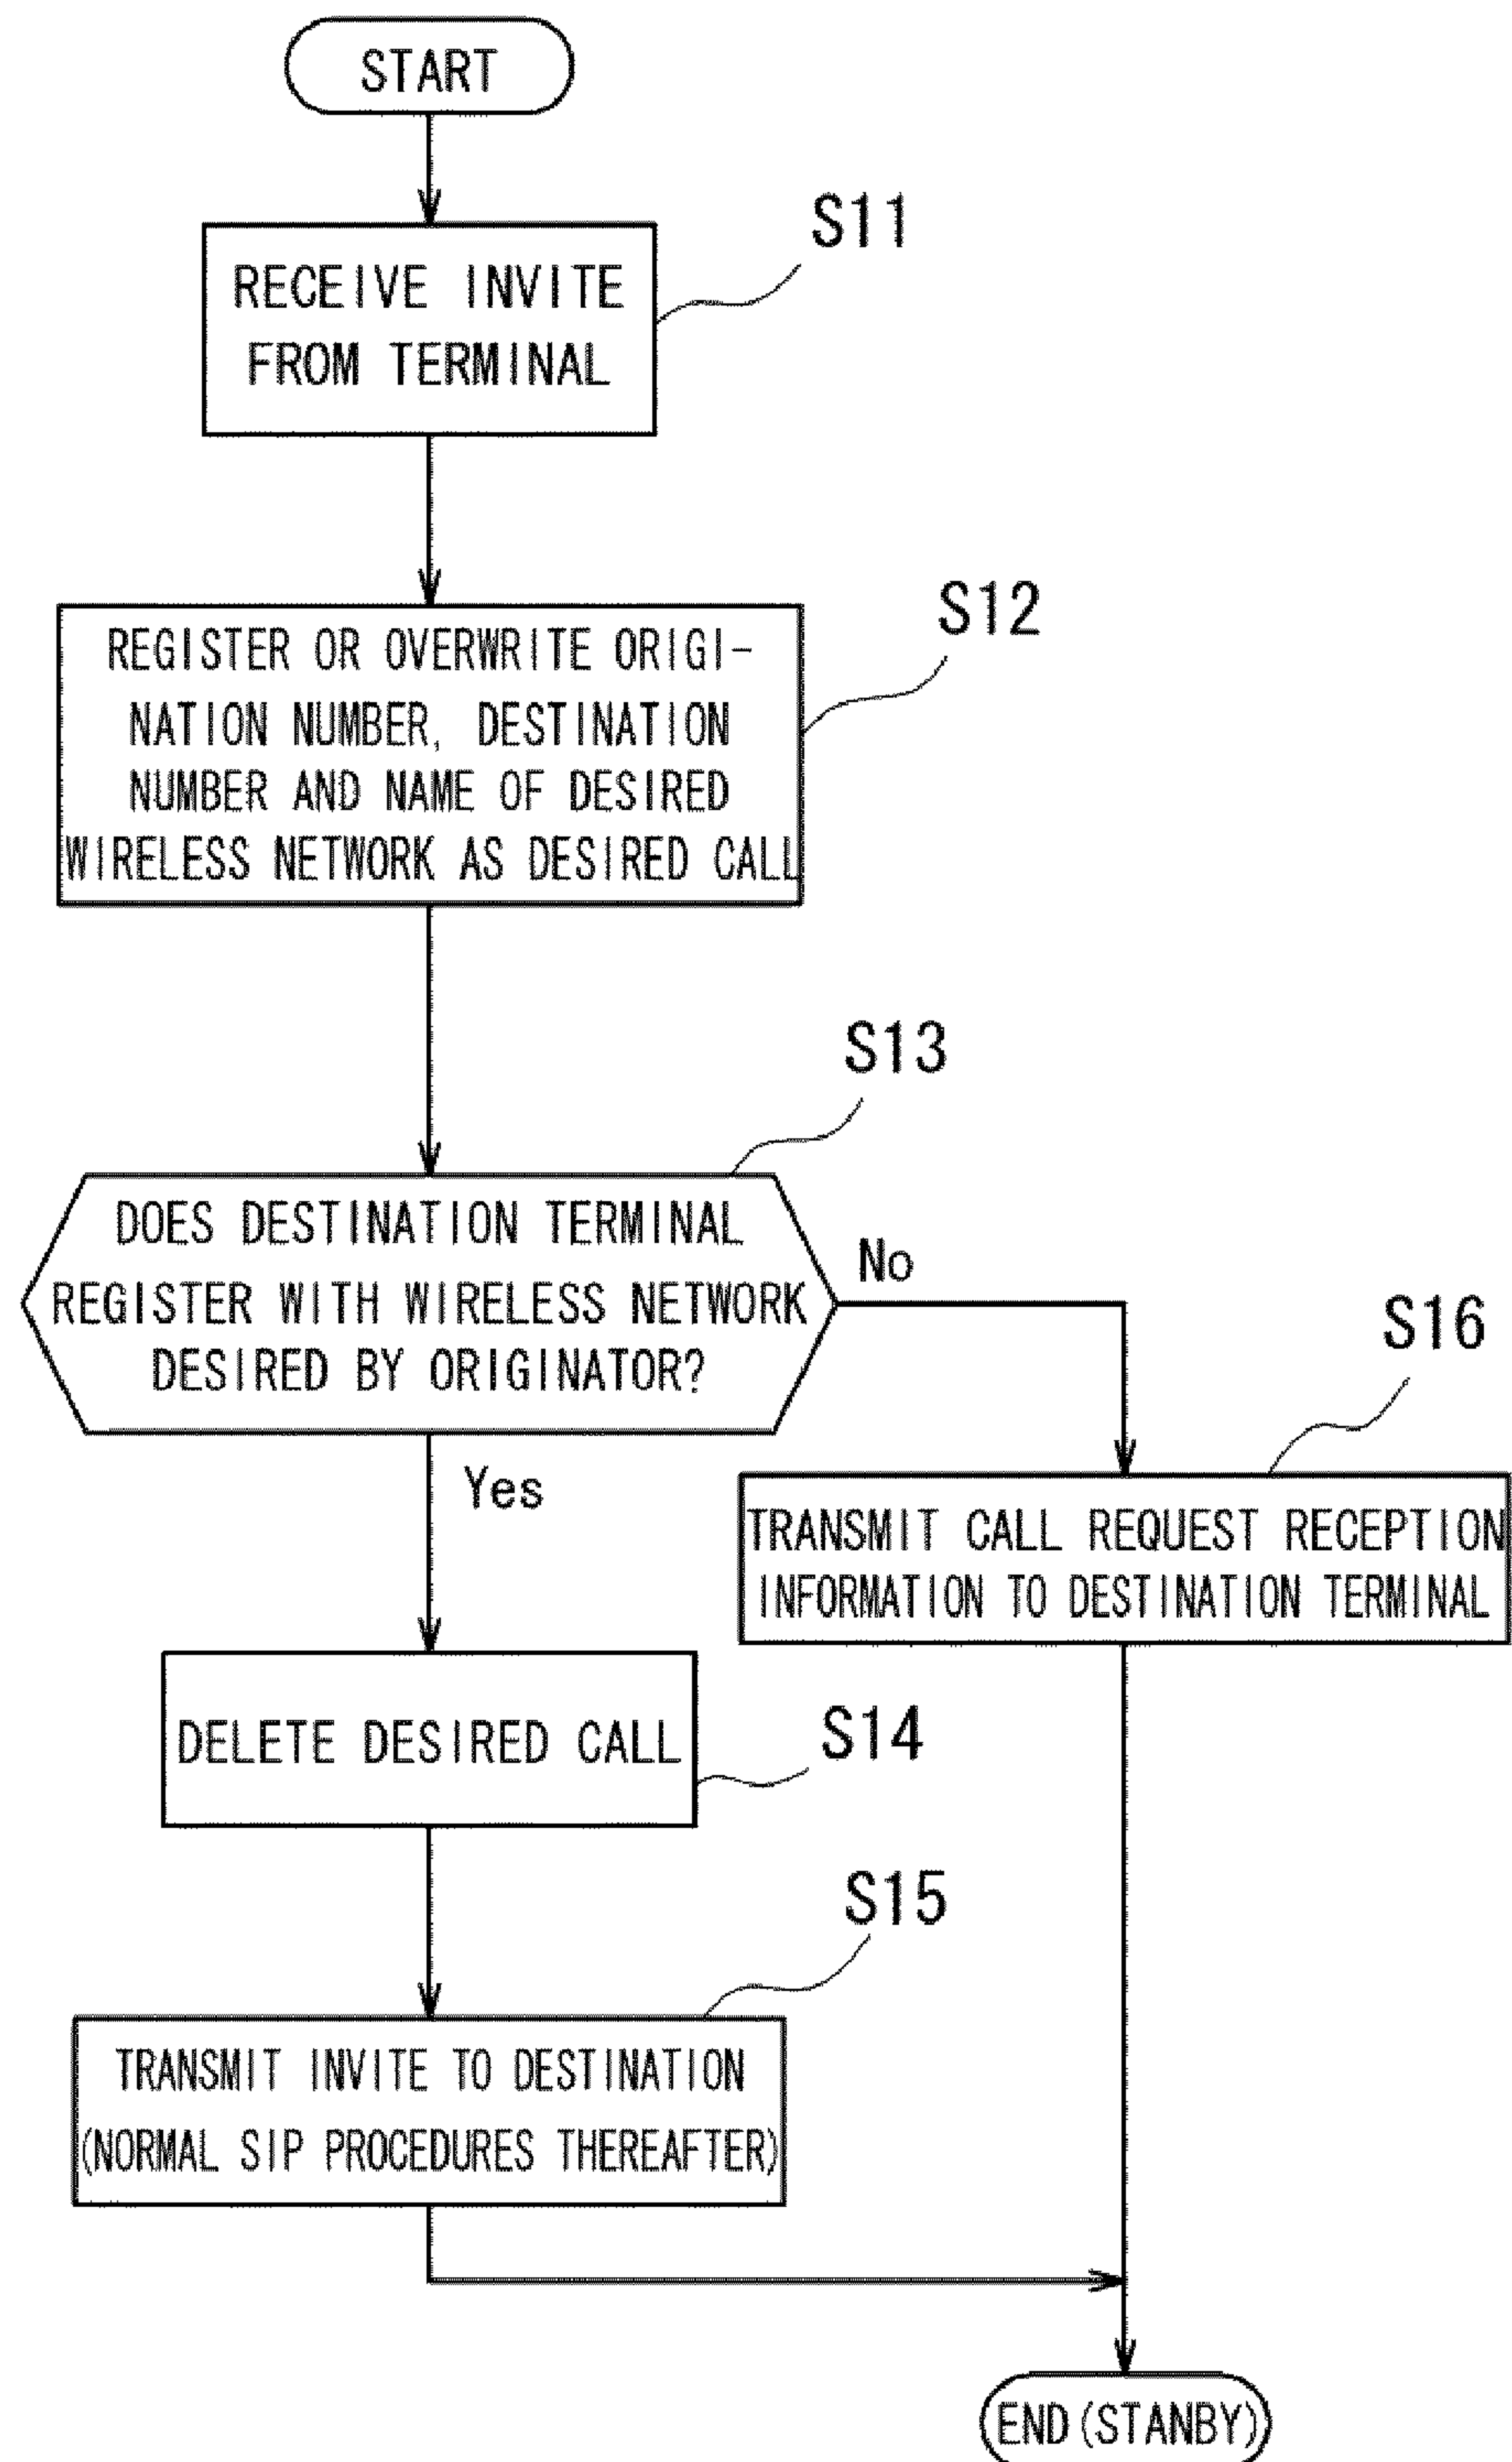 START
S11
RECEIVE INVITE
FROM TERMINAL
S12
REGISTER OR OVERWRITE ORIGI-
NATION NUMBER, DESTINATION
NUMBER AND NAME OF DESIRED
WIRELESS NETWORK AS DESIRED CALL
S13
DOES DESTINATION TERMINAL
REGISTER WITH WIRELESS NETWORK
DESIRED BY ORIGINATOR?
No
Yes
S16
TRANSMIT CALL REQUEST RECEPTION
INFORMATION TO DESTINATION TERMINAL
S14
DELETE DESIRED CALL
S15
TRANSMIT INVITE TO DESTINATION
(NORMAL SIP PROCEDURES THEREAFTER)
END(STANBY)